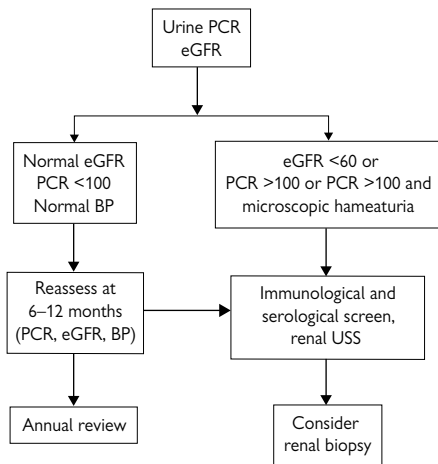 Urine PCR
eGFR
Normal eGFR
PCR <100
Normal BP
eGFR <60 or
PCR >100 or PCR >100 and
microscopic hameaturia
Reassess at
6–12 months
(PCR, eGFR, BP)
Immunological and
serological screen,
renal USS
Annual review
Consider
renal biopsy